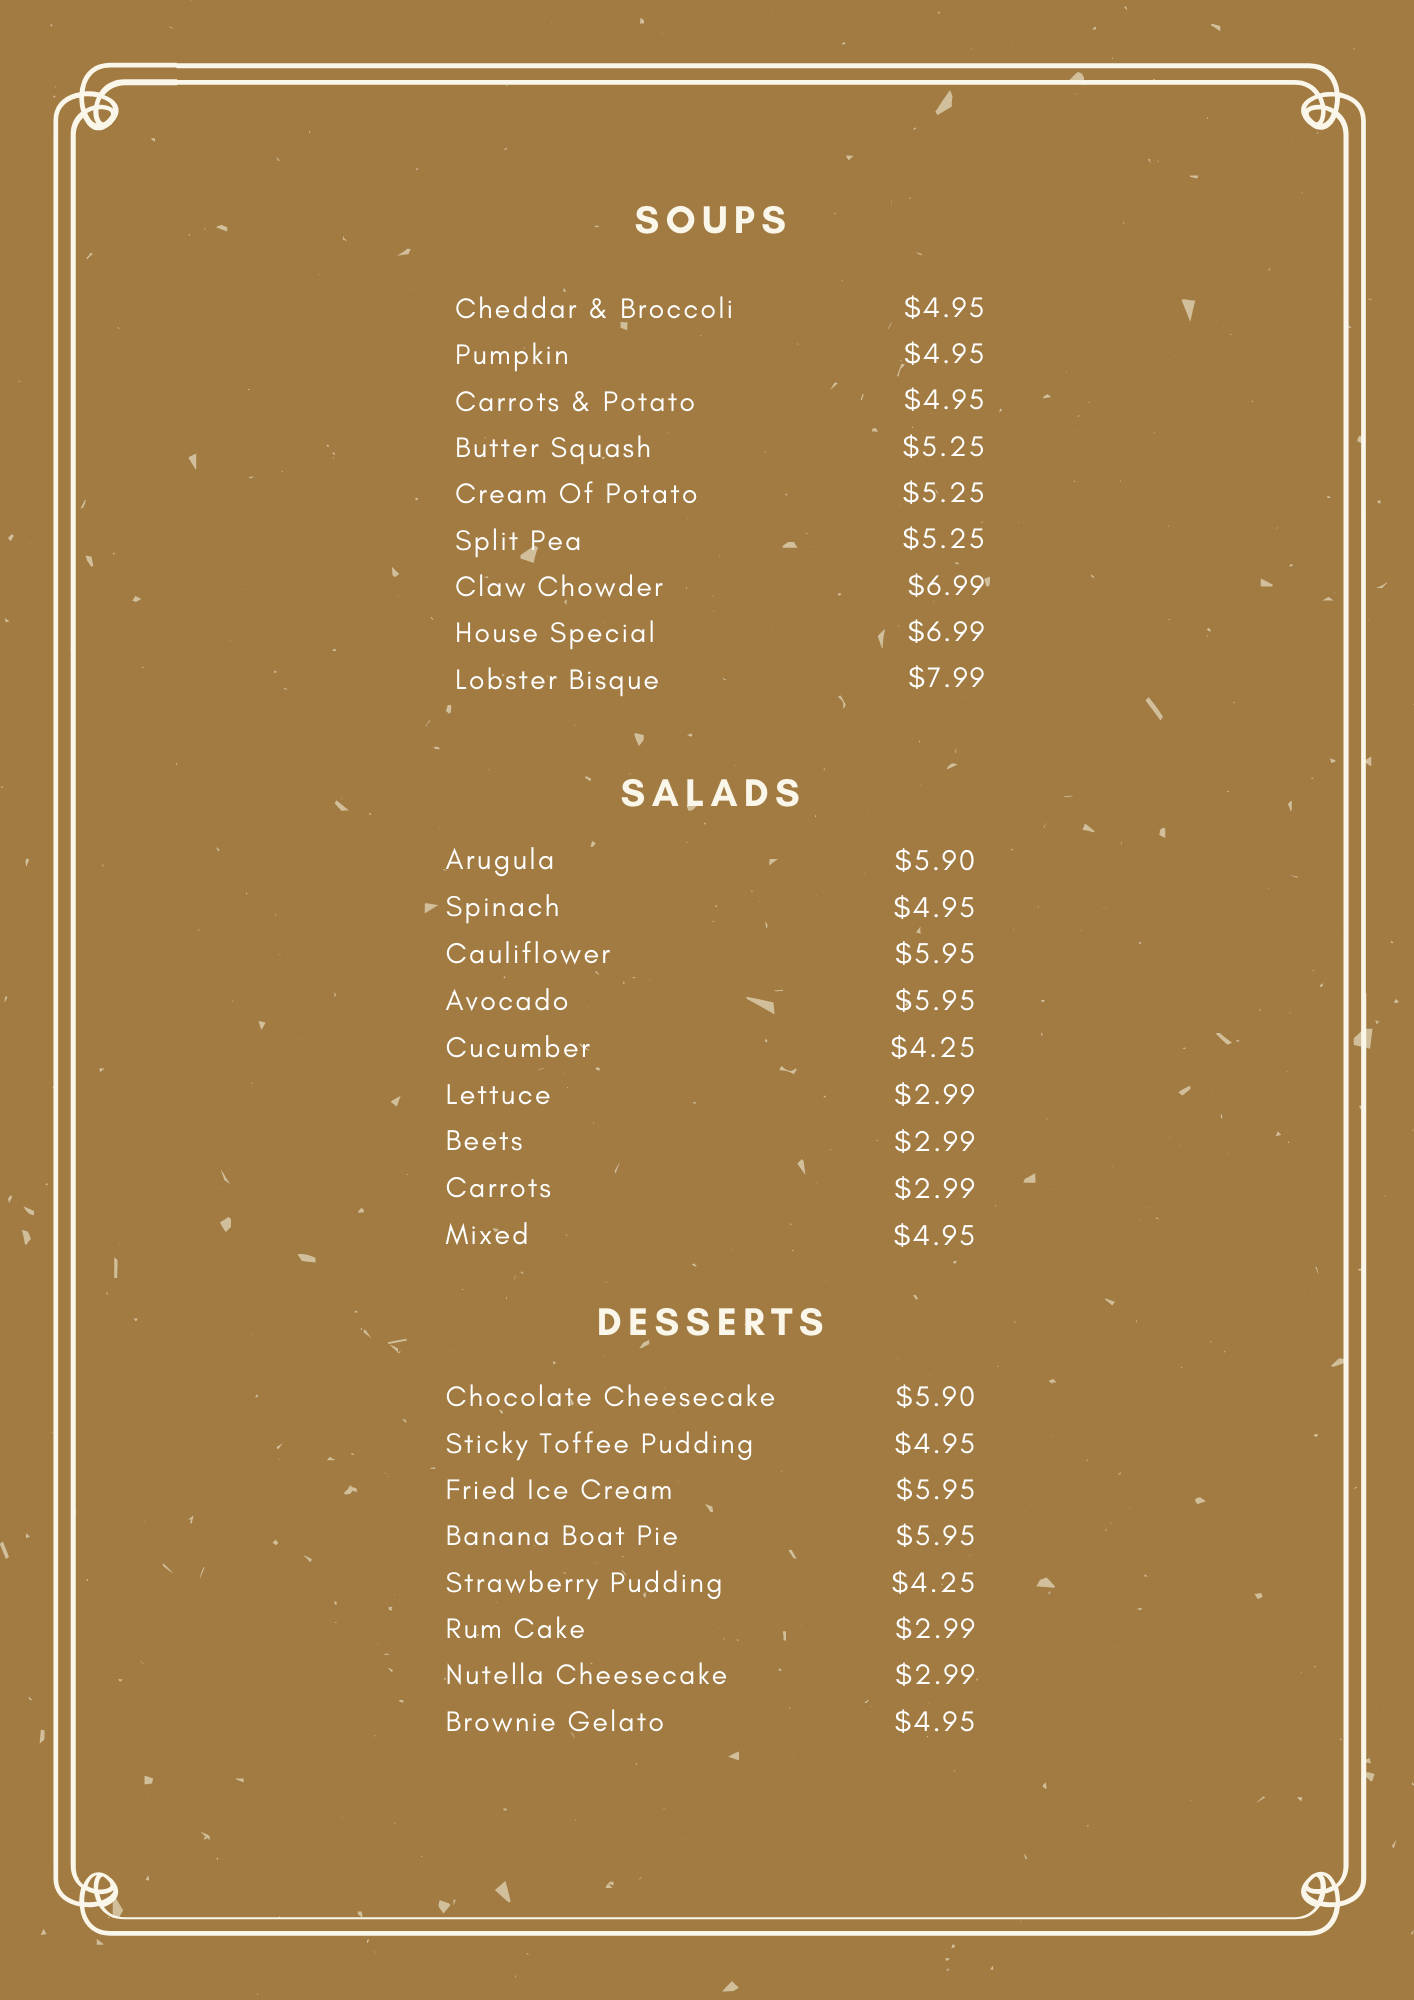 SOUPS
Cheddar & Broccoli $4.95
Pumpkin $4.95
Carrots & Potato $4.95
Butter Squash $5.25
Cream Of Potato $5.25
Split Pea $5.25
Claw Chowder $6.99
House Special $6.99
Lobster Bisque $7.99
SALADS
Arugula $5.90
Spinach $4.95
Cauliflower $5.95
Avocado $5.95
Cucumber $4.25
Lettuce $2.99
Beets $2.99
Carrots $2.99
Mixed $4.95
DESSERTS
Chocolate Cheesecake $5.90
Sticky Toffee Pudding $4.95
Fried Ice Cream $5.95
Banana Boat Pie $5.95
Strawberry Pudding $4.25
Rum Cake $2.99
Nutella Cheesecake $2.99
Brownie Gelato $4.95